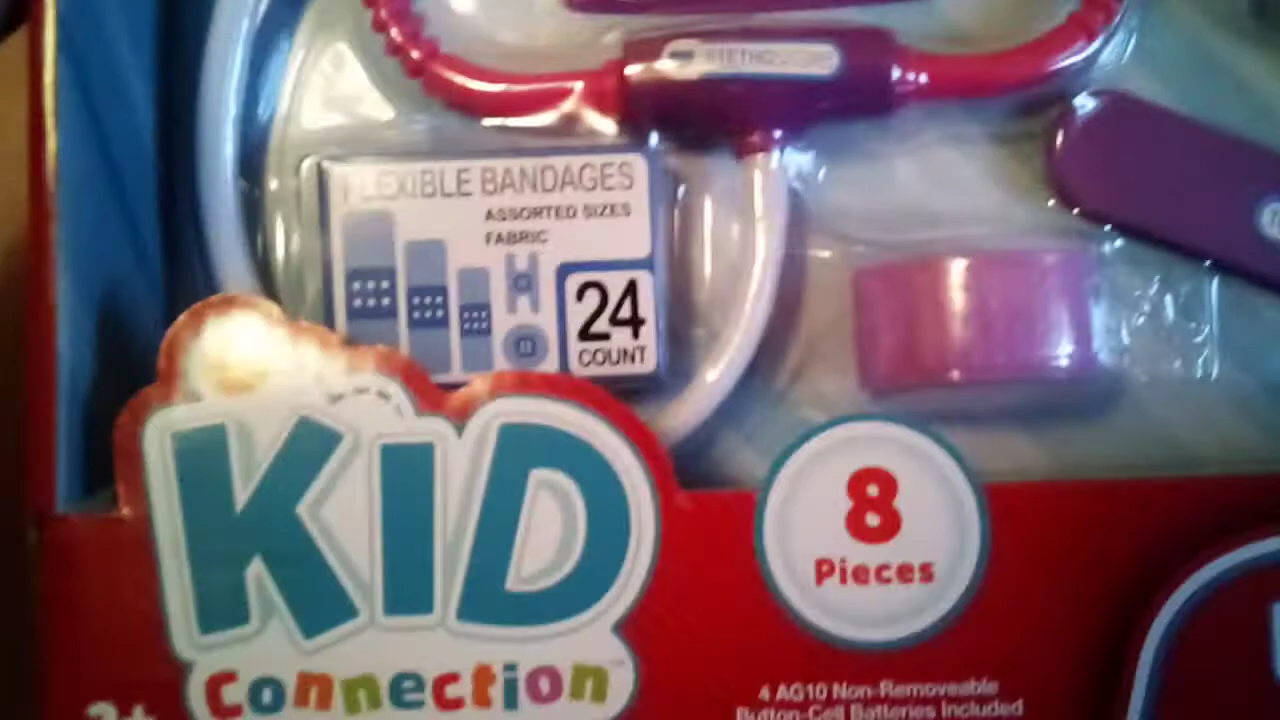 STETHOSCOPE
FLEXIBLE BANDAGES
ASSORTED SIZES
FABRIC
24
COUNT
KID
connection
8
Pieces
4 AG10 Non-Removeable
Button-Cell Batteries Included